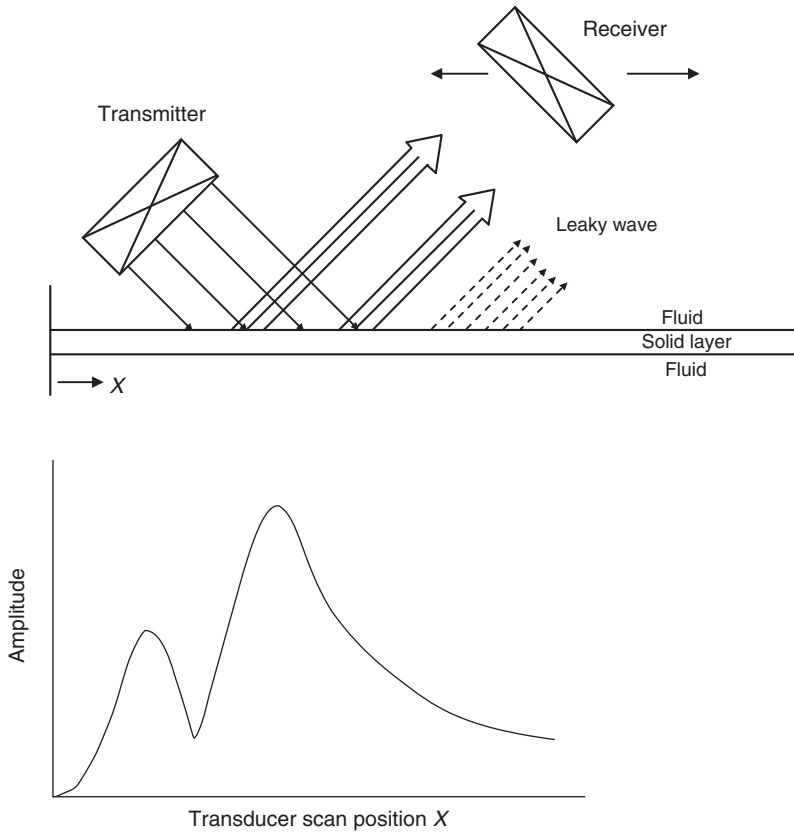 Receiver
Transmitter
Leaky wave
Fluid
Solid layer
Fluid
X
Amplitude
Transducer scan position X